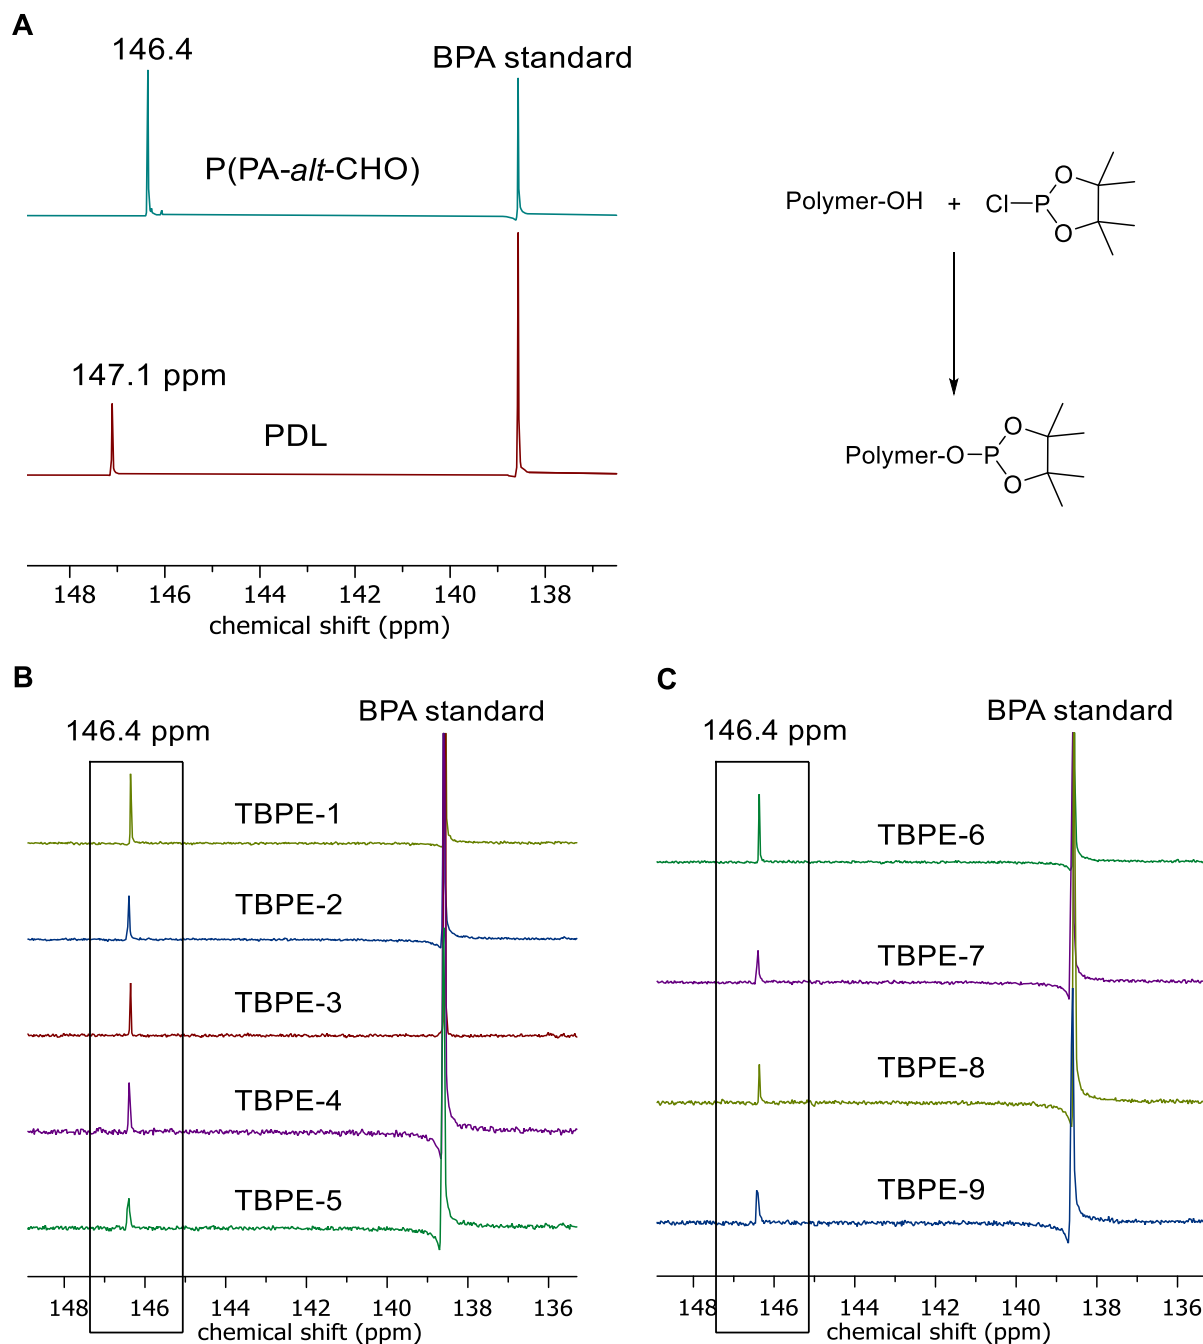 A
146.4
BPA standard
P(PA-alt-CHO)
147.1 ppm
PDL
148 146 144 142 140 138
chemical shift (ppm)
Polymer-OH + Cl P O O
Polymer-O P O O
B
146.4 ppm
BPA standard
TBPE-1
TBPE-2
TBPE-3
TBPE-4
TBPE-5
148 146 144 142 140 138 136
chemical shift (ppm)
C
146.4 ppm
BPA standard
TBPE-6
TBPE-7
TBPE-8
TBPE-9
148 146 144 142 140 138 136
chemical shift (ppm)